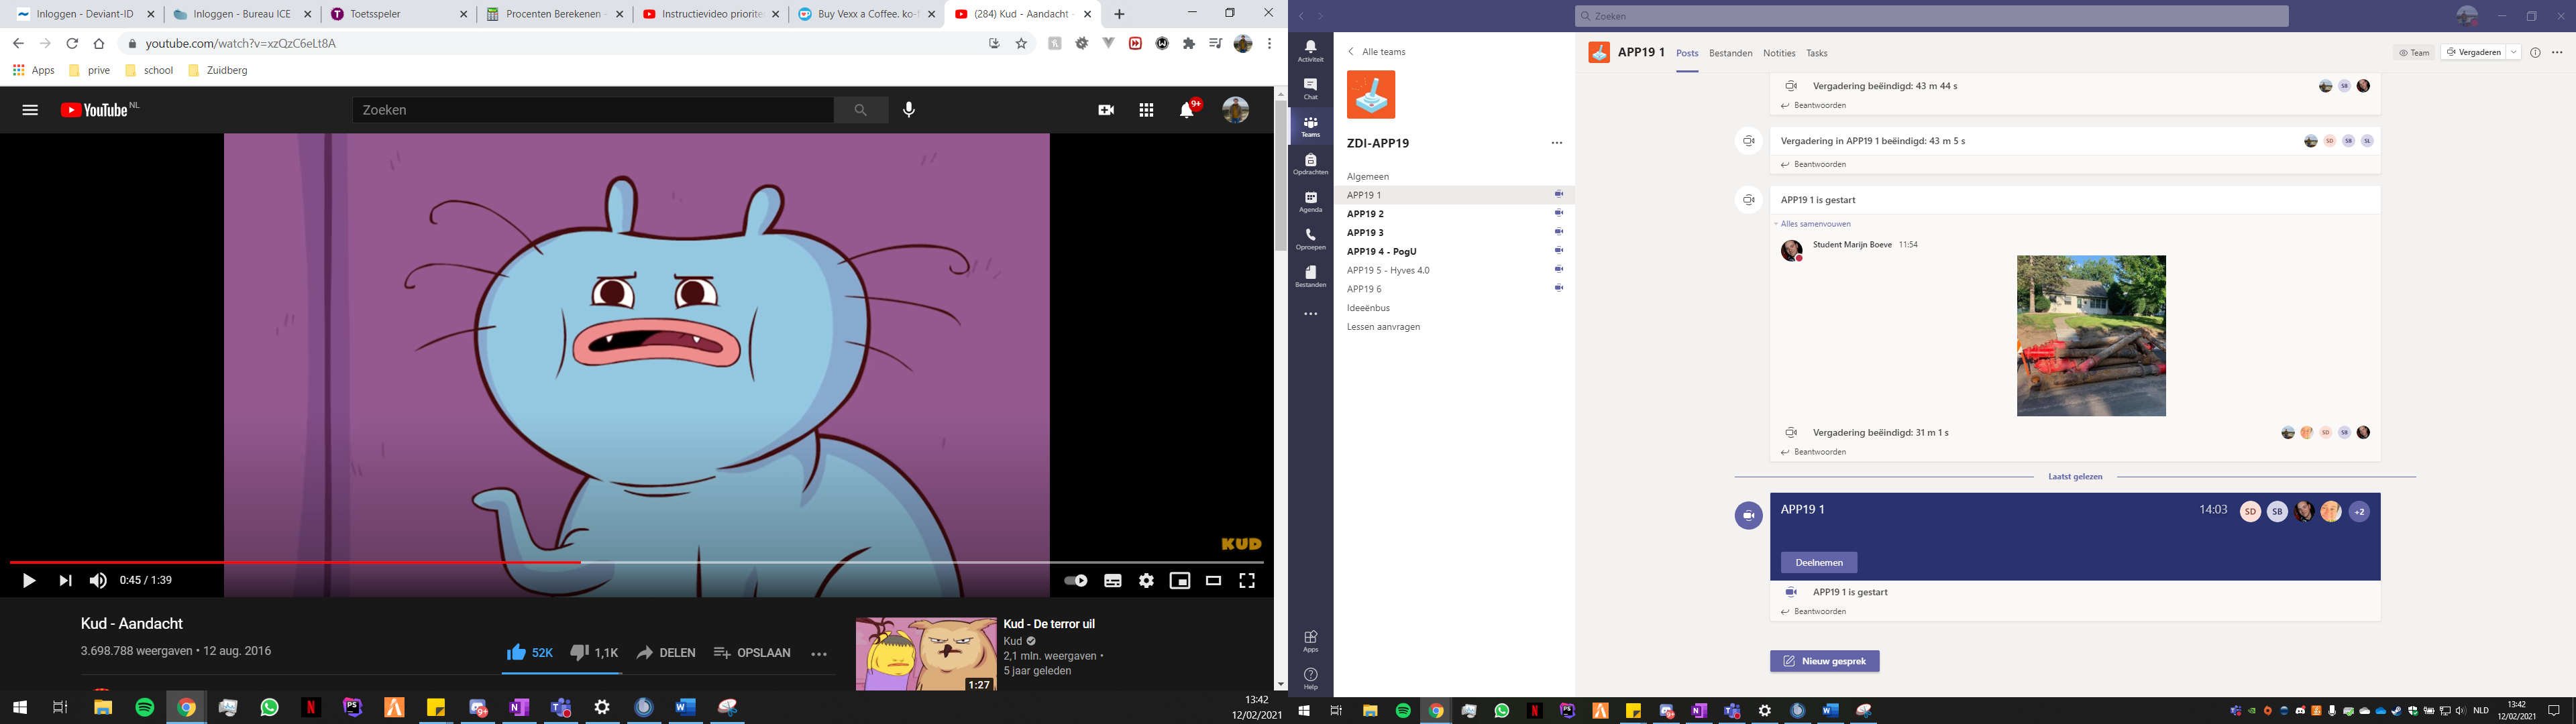 Inloggen - Deviant-ID
Inloggen - Bureau ICE
Toetsspeler
Procenten Berekenen -
Instructievideo prioritei
Buy Vexx a Coffee. ko-f
(284) Kud - Aandacht -
youtube.com/watch?v=xzQzC6eLt8A
Apps
prive
school
Zuidberg
YouTube NL
Zoeken
9+
KUD
0:45 / 1:39
Kud - Aandacht
3.698.788 weergaven • 12 aug. 2016
52K
1,1K
DELEN
OPSLAAN
1:27
Kud - De terror uil
Kud
2,1 mln. weergaven •
5 jaar geleden
13:42
12/02/2021
Zoeken
Activiteit
Chat
Teams
Opdrachten
Agenda
Oproepen
Bestanden
Apps
Help
Alle teams
ZDI-APP19
Algemeen
APP19 1
APP19 2
APP19 3
APP19 4 - PogU
APP19 5 - Hyves 4.0
APP19 6
Ideeënbus
Lessen aanvragen
APP19 1
Posts
Bestanden
Notities
Tasks
Team
Vergaderen
Vergadering beëindigd: 43 m 44 s
SB
Beantwoorden
Vergadering in APP19 1 beëindigd: 43 m 5 s
SD SB SL
Beantwoorden
APP19 1 is gestart
Alles samenvouwen
Student Marijn Boeve 11:54
Vergadering beëindigd: 31 m 1 s
SD SB
Beantwoorden
Laatst gelezen
APP19 1
14:03
SD SB +2
Deelnemen
APP19 1 is gestart
Beantwoorden
Nieuw gesprek
NLD
13:42
12/02/2021